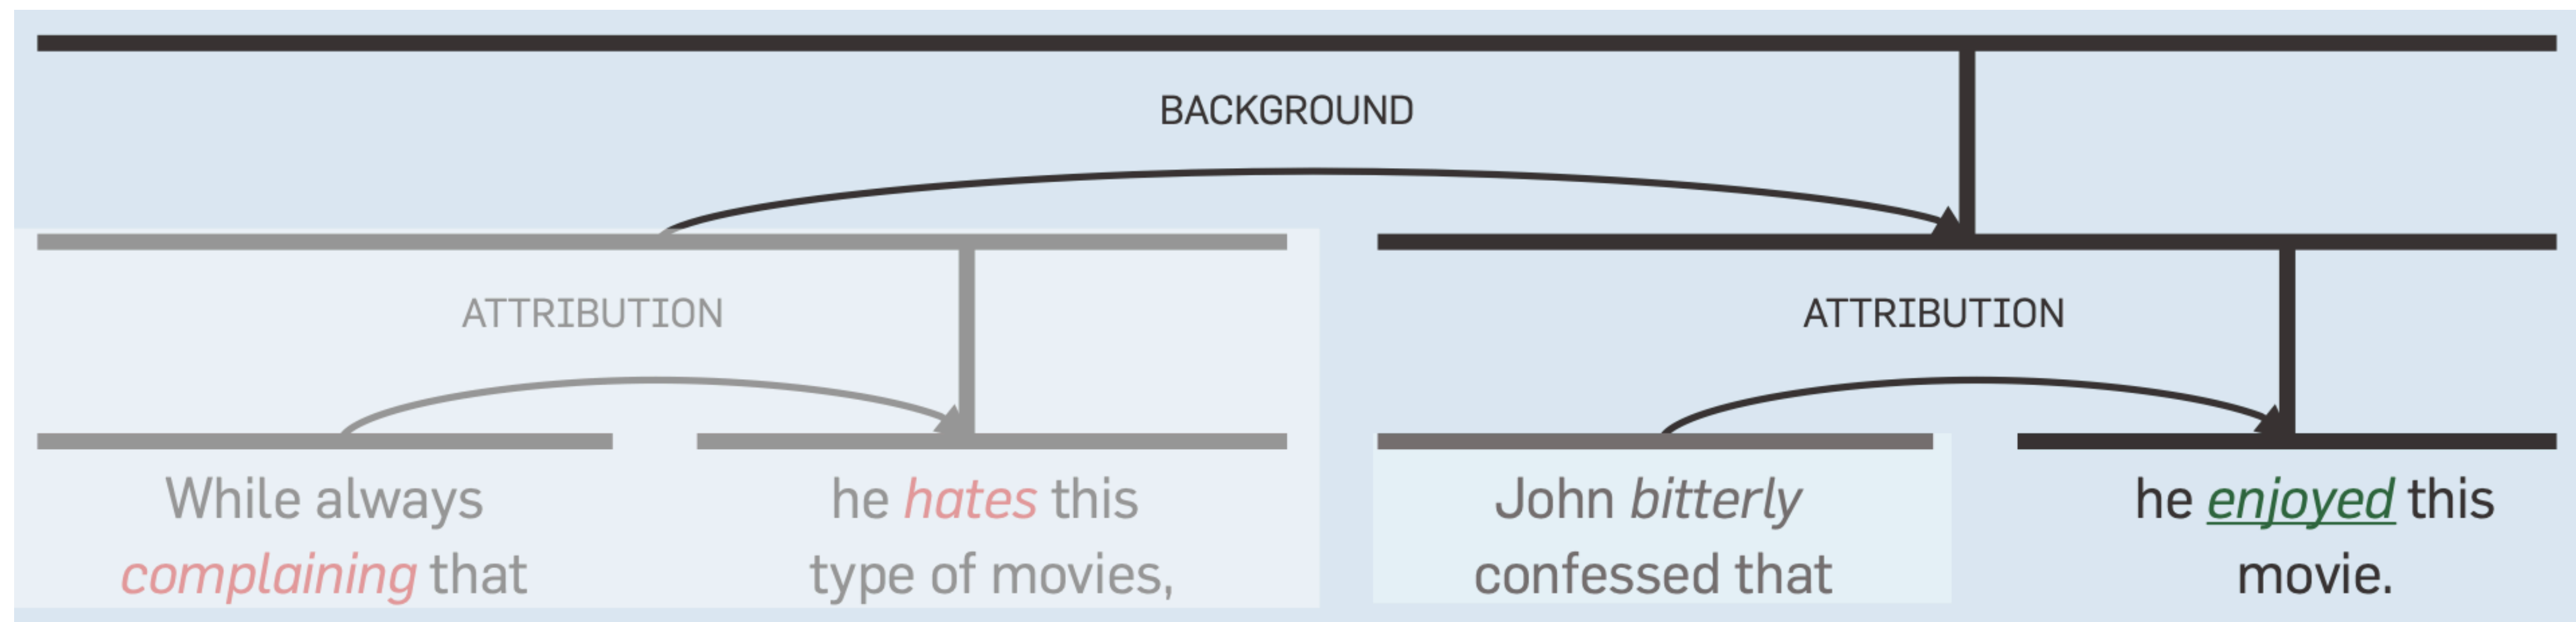 BACKGROUND
ATTRIBUTION
ATTRIBUTION
While always
complaining that
he hates this
type of movies,
John bitterly
confessed that
he enjoyed this
movie.